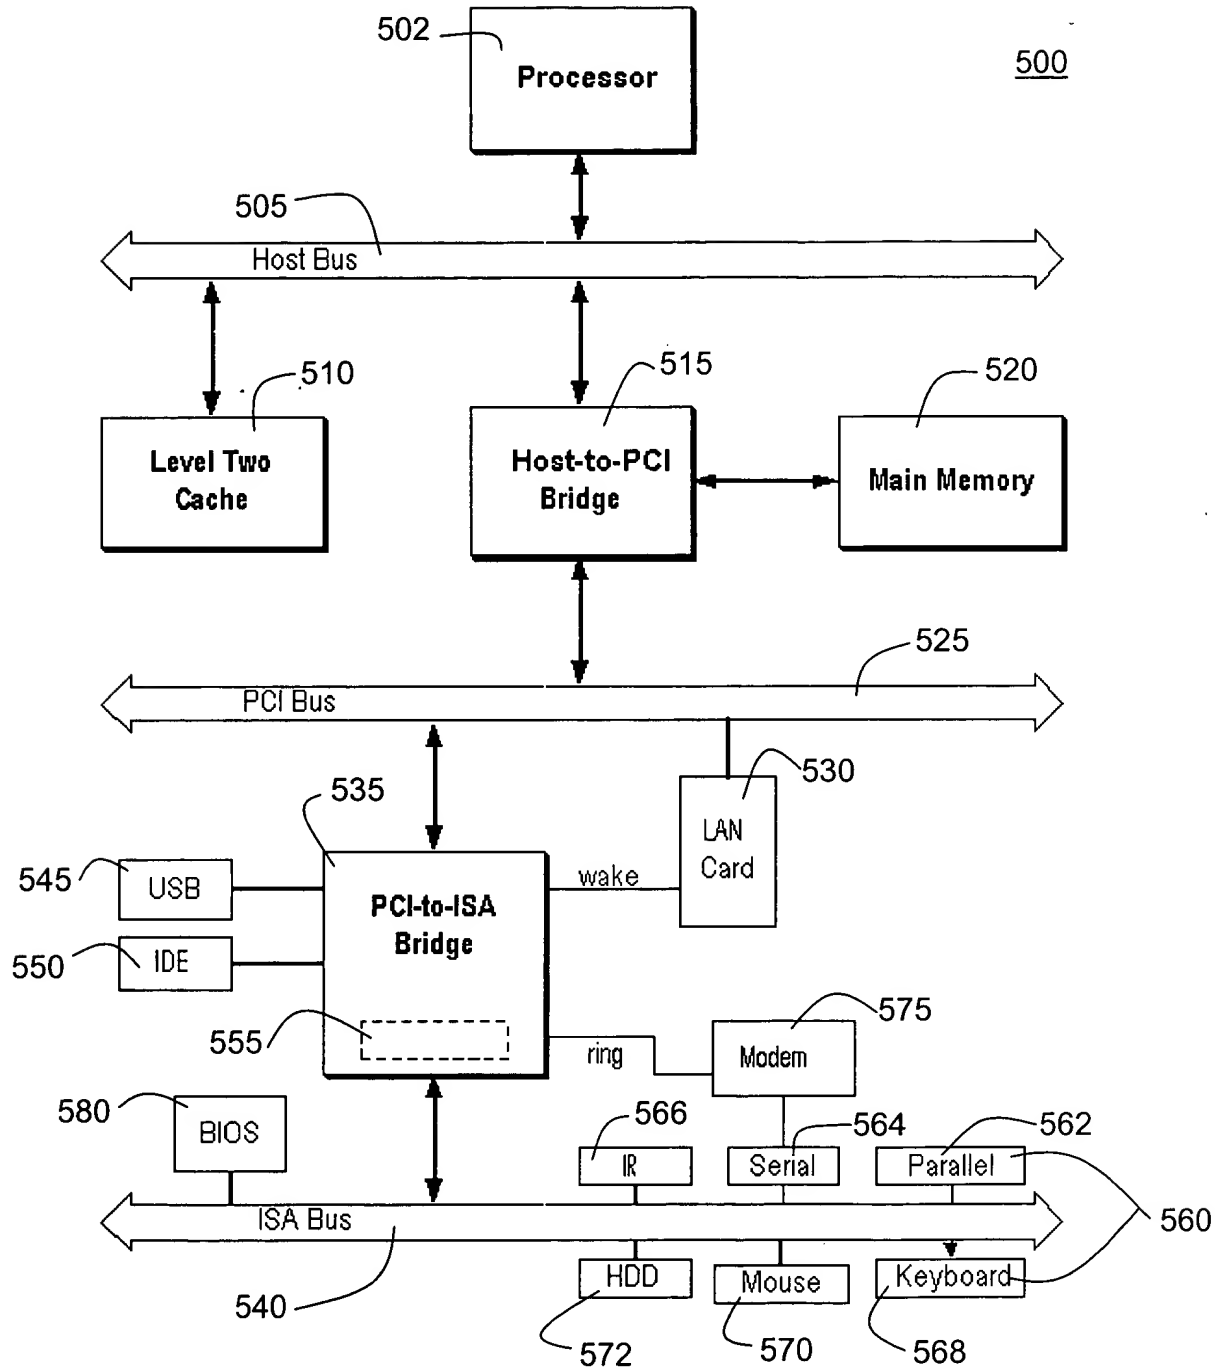 502
Processor
500
505
Host Bus
510
515
520
Level Two
Cache
Host-to-PCI
Bridge
Main Memory
525
PCI Bus
530
535
LAN
Card
545
USB
wake
PCI-to-ISA
Bridge
550
IDE
575
555
ring
Modem
580
BIOS
566
564
562
IR
Serial
Parallel
560
ISA Bus
HDD
Mouse
Keyboard
540
572
570
568